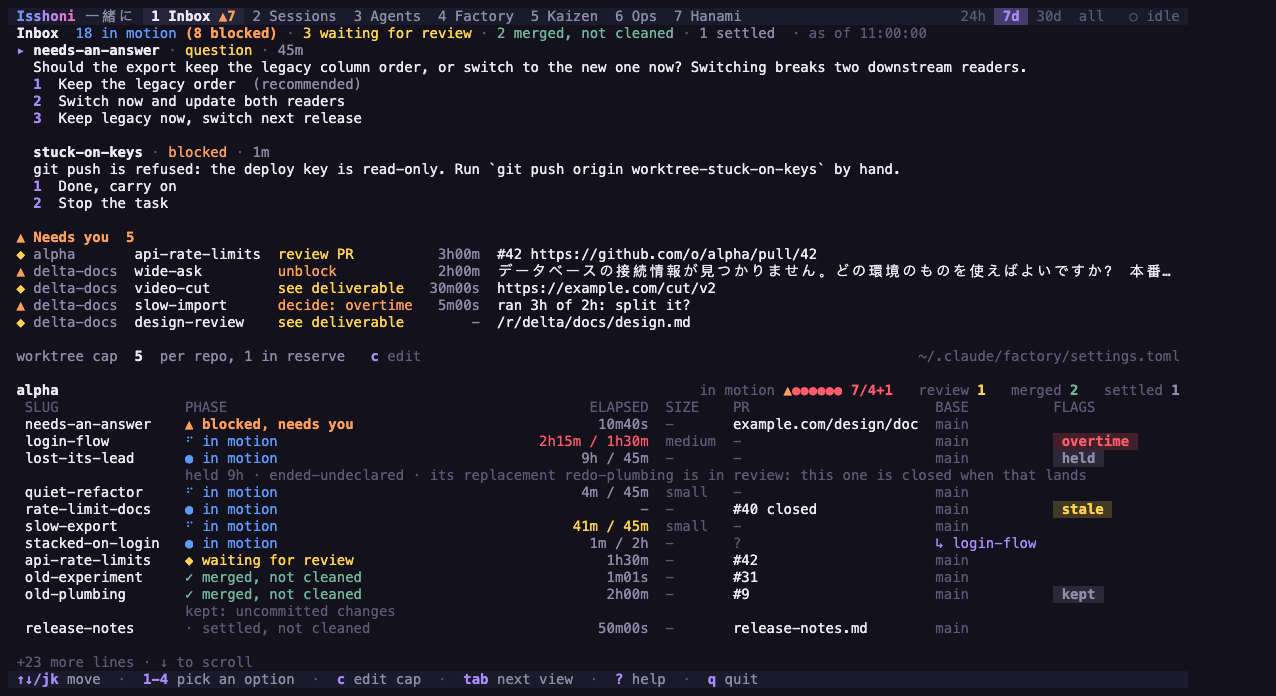 Isshoni 一緒に 1 Inbox ▲7 2 Sessions 3 Agents 4 Factory 5 Kaizen 6 Ops 7 Hanami 24h 7d 30d all ○ idle
Inbox 18 in motion (8 blocked) · 3 waiting for review · 2 merged, not cleaned · 1 settled · as of 11:00:00
▸ needs-an-answer · question · 45m
Should the export keep the legacy column order, or switch to the new one now? Switching breaks two downstream readers.
1 Keep the legacy order (recommended)
2 Switch now and update both readers
3 Keep legacy now, switch next release
stuck-on-keys · blocked · 1m
git push is refused: the deploy key is read-only. Run `git push origin worktree-stuck-on-keys` by hand.
1 Done, carry on
2 Stop the task
▲ Needs you 5
◆ alpha api-rate-limits review PR 3h00m #42 https://github.com/o/alpha/pull/42
▲ delta-docs wide-ask unblock 2h00m データベースの接続情報が見つかりません。どの環境のものを使えばよいですか? 本番…
◆ delta-docs video-cut see deliverable 30m00s https://example.com/cut/v2
▲ delta-docs slow-import decide: overtime 5m00s ran 3h of 2h: split it?
◆ delta-docs design-review see deliverable – /r/delta/docs/design.md
worktree cap 5 per repo, 1 in reserve c edit ~/.claude/factory/settings.toml
alpha in motion ▲●●●●●● 7/4+1 review 1 merged 2 settled 1
SLUG PHASE ELAPSED SIZE PR BASE FLAGS
needs-an-answer ▲ blocked, needs you 10m40s – example.com/design/doc main
login-flow ⠋ in motion 2h15m / 1h30m medium – main overtime
lost-its-lead ● in motion 9h / 45m – – main held
held 9h · ended-undeclared · its replacement redo-plumbing is in review: this one is closed when that lands
quiet-refactor ⠋ in motion 4m / 45m small – main
rate-limit-docs ● in motion – – #40 closed main stale
slow-export ⠋ in motion 41m / 45m small – main
stacked-on-login ● in motion 1m / 2h – ? ↳ login-flow
api-rate-limits ◆ waiting for review 1h30m – #42 main
old-experiment ✓ merged, not cleaned 1m01s – #31 main
old-plumbing ✓ merged, not cleaned 2h00m – #9 main kept
kept: uncommitted changes
release-notes · settled, not cleaned 50m00s – release-notes.md main
+23 more lines · ↓ to scroll
↑↓/jk move · 1–4 pick an option · c edit cap · tab next view · ? help · q quit